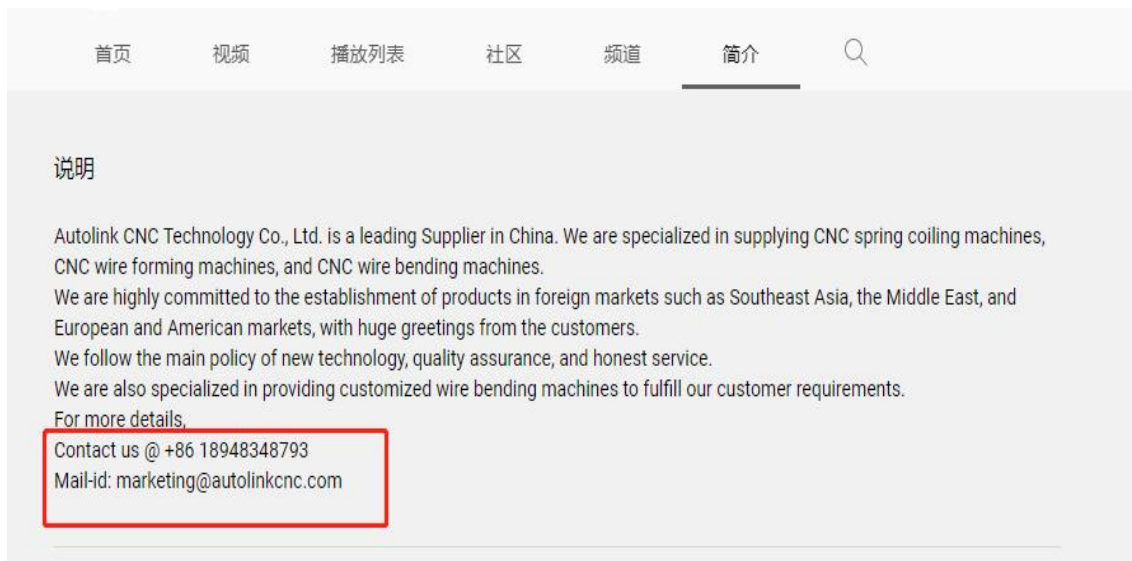 首页 视频 播放列表 社区 频道 简介
说明
Autolink CNC Technology Co., Ltd. is a leading Supplier in China. We are specialized in supplying CNC spring coiling machines,
CNC wire forming machines, and CNC wire bending machines.
We are highly committed to the establishment of products in foreign markets such as Southeast Asia, the Middle East, and
European and American markets, with huge greetings from the customers.
We follow the main policy of new technology, quality assurance, and honest service.
We are also specialized in providing customized wire bending machines to fulfill our customer requirements.
For more details,
Contact us @ +86 18948348793
Mail-id: marketing@autolinkcnc.com